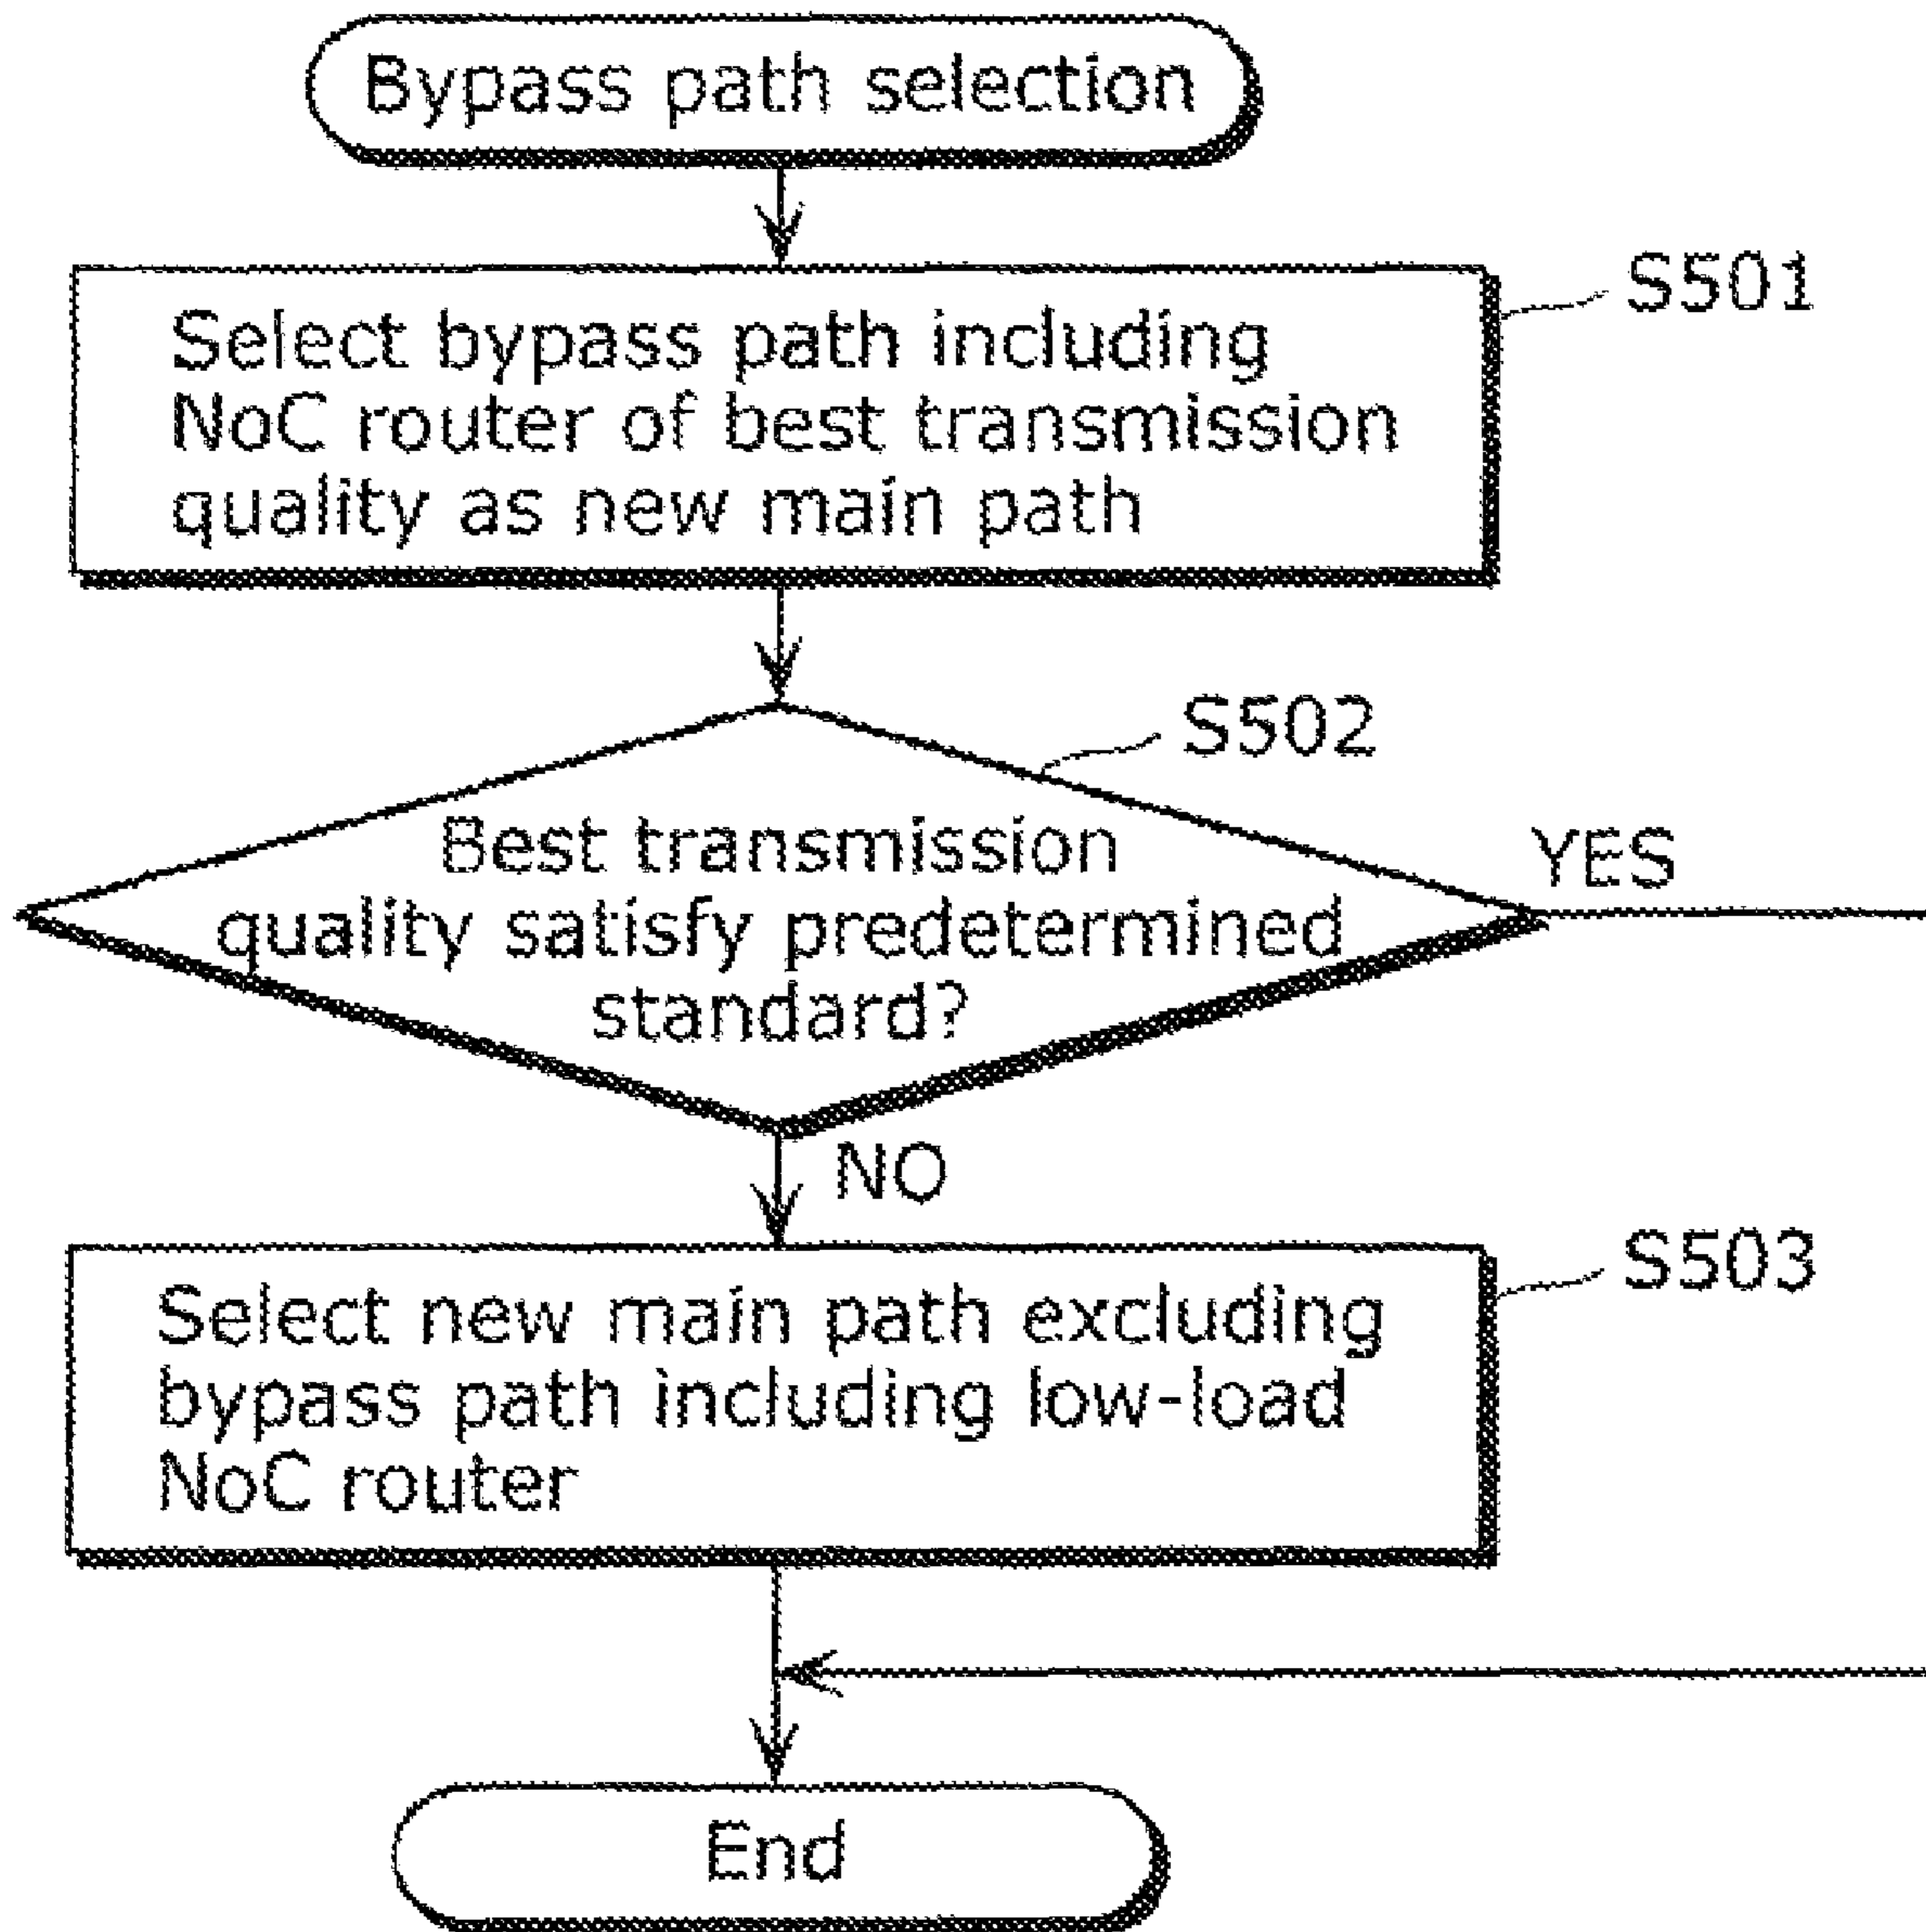 Bypass path selection
S501
Select bypass path including
NoC router of best transmission
quality as new main path
S502
Best transmission
quality satisfy predetermined
standard?
YES
NO
S503
Select new main path excluding
bypass path including low-load
NoC router
End